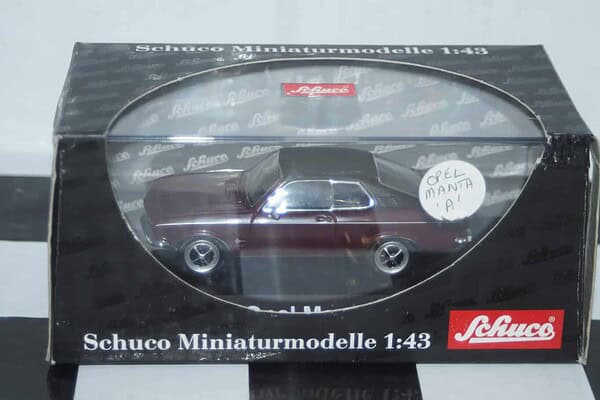 Schuco Miniaturmodelle 1:43
Schuco
OPEL
MANTA
'A'
Schuco Miniaturmodelle 1:43
Schuco®